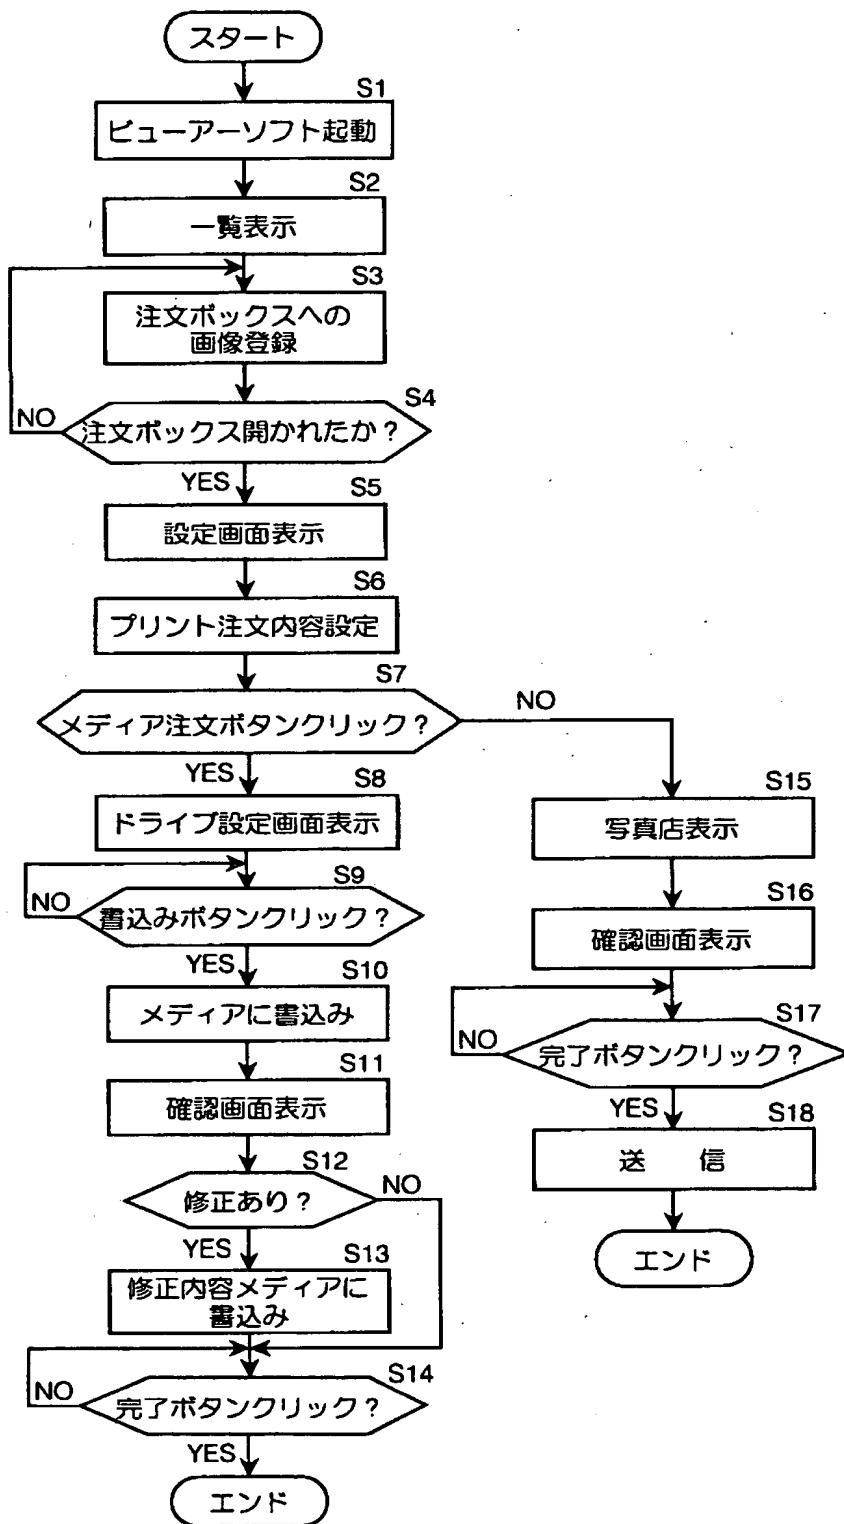 スタート
S1
ビューアーソフト起動
S2
一覧表示
S3
注文ボックスへの
画像登録
S4
注文ボックス開かれたか？
NO
YES
S5
設定画面表示
S6
プリント注文内容設定
S7
メディア注文ボタンクリック？
NO
YES
S8
ドライブ設定画面表示
S9
書込みボタンクリック？
NO
YES
S10
メディアに書込み
S11
確認画面表示
S12
修正あり？
NO
YES
S13
修正内容メディアに
書込み
S14
完了ボタンクリック？
NO
YES
エンド
S15
写真店表示
S16
確認画面表示
S17
完了ボタンクリック？
NO
YES
S18
送　信
エンド